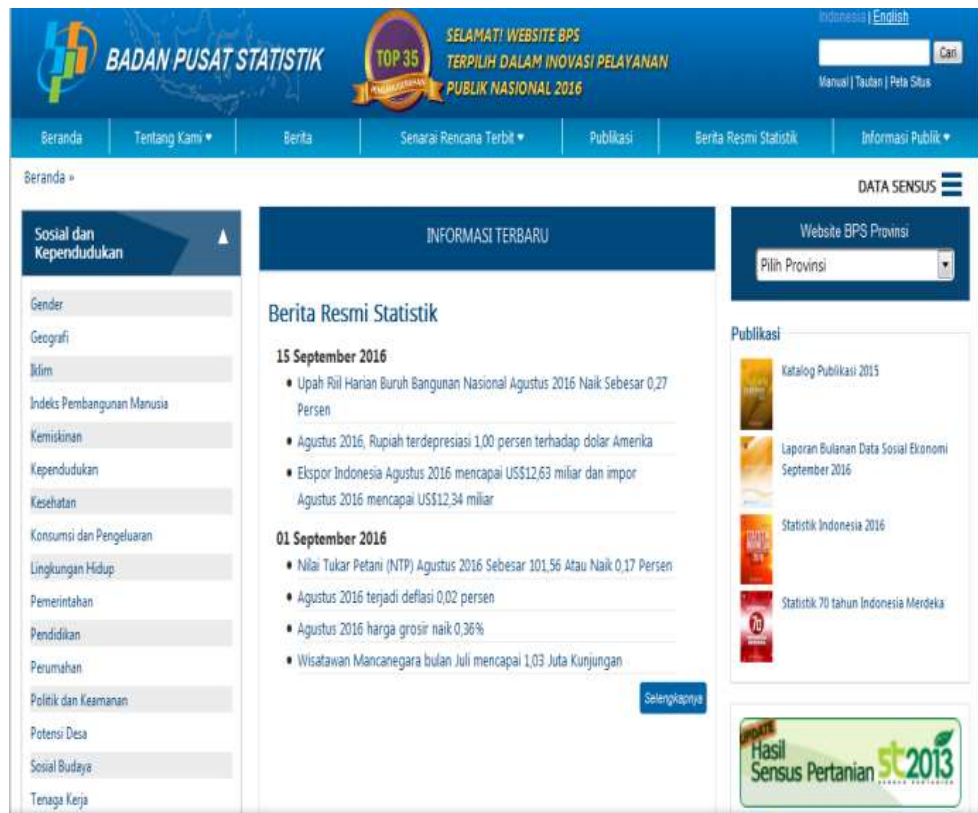 Indonesia | English
BADAN PUSAT STATISTIK
TOP 35
SELAMAT! WEBSITE BPS
TERPILIH DALAM INOVASI PELAYANAN
PUBLIK NASIONAL 2016
Cari
Manual | Tautan | Peta Situs
Beranda
Tentang Kami ▾
Berita
Senarai Rencana Terbit ▾
Publikasi
Berita Resmi Statistik
Informasi Publik ▾
Beranda »
DATA SENSUS
Sosial dan
Kependudukan
Gender
Geografi
Iklim
Indeks Pembangunan Manusia
Kemiskinan
Kependudukan
Kesehatan
Konsumsi dan Pengeluaran
Lingkungan Hidup
Pemerintahan
Pendidikan
Perumahan
Politik dan Keamanan
Potensi Desa
Sosial Budaya
Tenaga Kerja
INFORMASI TERBARU
Berita Resmi Statistik
15 September 2016
• Upah Riil Harian Buruh Bangunan Nasional Agustus 2016 Naik Sebesar 0,27
Persen
• Agustus 2016, Rupiah terdepresiasi 1,00 persen terhadap dolar Amerika
• Ekspor Indonesia Agustus 2016 mencapai US$12,63 miliar dan impor
Agustus 2016 mencapai US$12,34 miliar
01 September 2016
• Nilai Tukar Petani (NTP) Agustus 2016 Sebesar 101,56 Atau Naik 0,17 Persen
• Agustus 2016 terjadi deflasi 0,02 persen
• Agustus 2016 harga grosir naik 0,36%
• Wisatawan Mancanegara bulan Juli mencapai 1,03 Juta Kunjungan
Selengkapnya
Website BPS Provinsi
Pilih Provinsi
Publikasi
Katalog Publikasi 2015
Laporan Bulanan Data Sosial Ekonomi
September 2016
Statistik Indonesia 2016
70
Statistik 70 tahun Indonesia Merdeka
UPDATE
Hasil
Sensus Pertanian st2013
SENSUS PERTANIAN